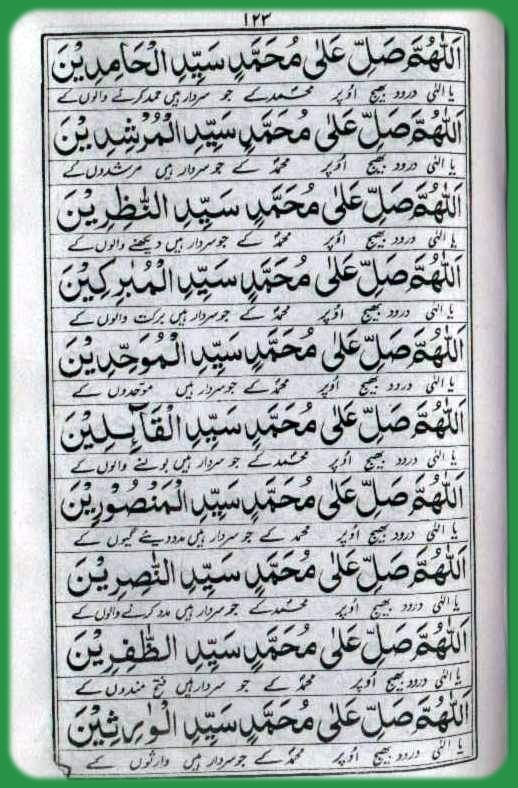 ۱۲۳
اَللّٰهُمَّ صَلِّ عَلٰى مُحَمَّدٍ سَيِّدِ الْحَامِدِيْنَ
یا الٰہی درود بھیج اوپر محمدؐ کے جو سردار ہیں حمد کرنے والوں کے
اَللّٰهُمَّ صَلِّ عَلٰى مُحَمَّدٍ سَيِّدِ الْمُرْشِدِيْنَ
یا الٰہی درود بھیج اوپر محمدؐ کے جو سردار ہیں مرشدوں کے
اَللّٰهُمَّ صَلِّ عَلٰى مُحَمَّدٍ سَيِّدِ النّٰظِرِيْنَ
یا الٰہی درود بھیج اوپر محمدؐ کے جو سردار ہیں دیکھنے والوں کے
اَللّٰهُمَّ صَلِّ عَلٰى مُحَمَّدٍ سَيِّدِ الْمُبْرِكِيْنَ
یا الٰہی درود بھیج اوپر محمدؐ کے جو سردار ہیں برکت والوں کے
اَللّٰهُمَّ صَلِّ عَلٰى مُحَمَّدٍ سَيِّدِ الْمُوَحِّدِيْنَ
یا الٰہی درود بھیج اوپر محمدؐ کے جو سردار ہیں موحّدوں کے
اَللّٰهُمَّ صَلِّ عَلٰى مُحَمَّدٍ سَيِّدِ الْقَآئِلِيْنَ
یا الٰہی درود بھیج اوپر محمدؐ کے جو سردار ہیں بولنے والوں کے
اَللّٰهُمَّ صَلِّ عَلٰى مُحَمَّدٍ سَيِّدِ الْمَنْصُوْرِيْنَ
یا الٰہی درود بھیج اوپر محمدؐ کے جو سردار ہیں مدد دیئے گیوں کے
اَللّٰهُمَّ صَلِّ عَلٰى مُحَمَّدٍ سَيِّدِ النّٰصِرِيْنَ
یا الٰہی درود بھیج اوپر محمدؐ کے جو سردار ہیں مدد کرنے والوں کے
اَللّٰهُمَّ صَلِّ عَلٰى مُحَمَّدٍ سَيِّدِ الظّٰفِرِيْنَ
یا الٰہی درود بھیج اوپر محمدؐ کے جو سردار ہیں فتح مندوں کے
اَللّٰهُمَّ صَلِّ عَلٰى مُحَمَّدٍ سَيِّدِ الْوٰرِثِيْنَ
یا الٰہی درود بھیج اوپر محمدؐ کے جو سردار ہیں وارثوں کے